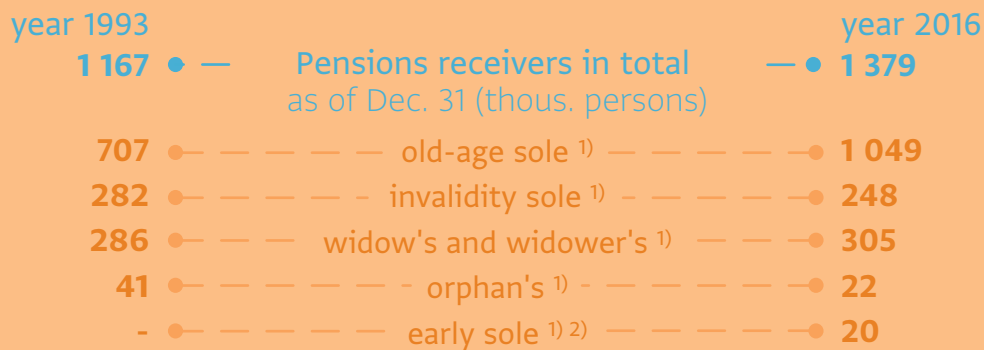 year 1993 year 2016
1 167 Pensions receivers in total 1 379
as of Dec. 31 (thous. persons)
707 old-age sole 1) 1 049
282 invalidity sole 1) 248
286 widow's and widower's 1) 305
41 orphan's 1) 22
- early sole 1) 2) 20